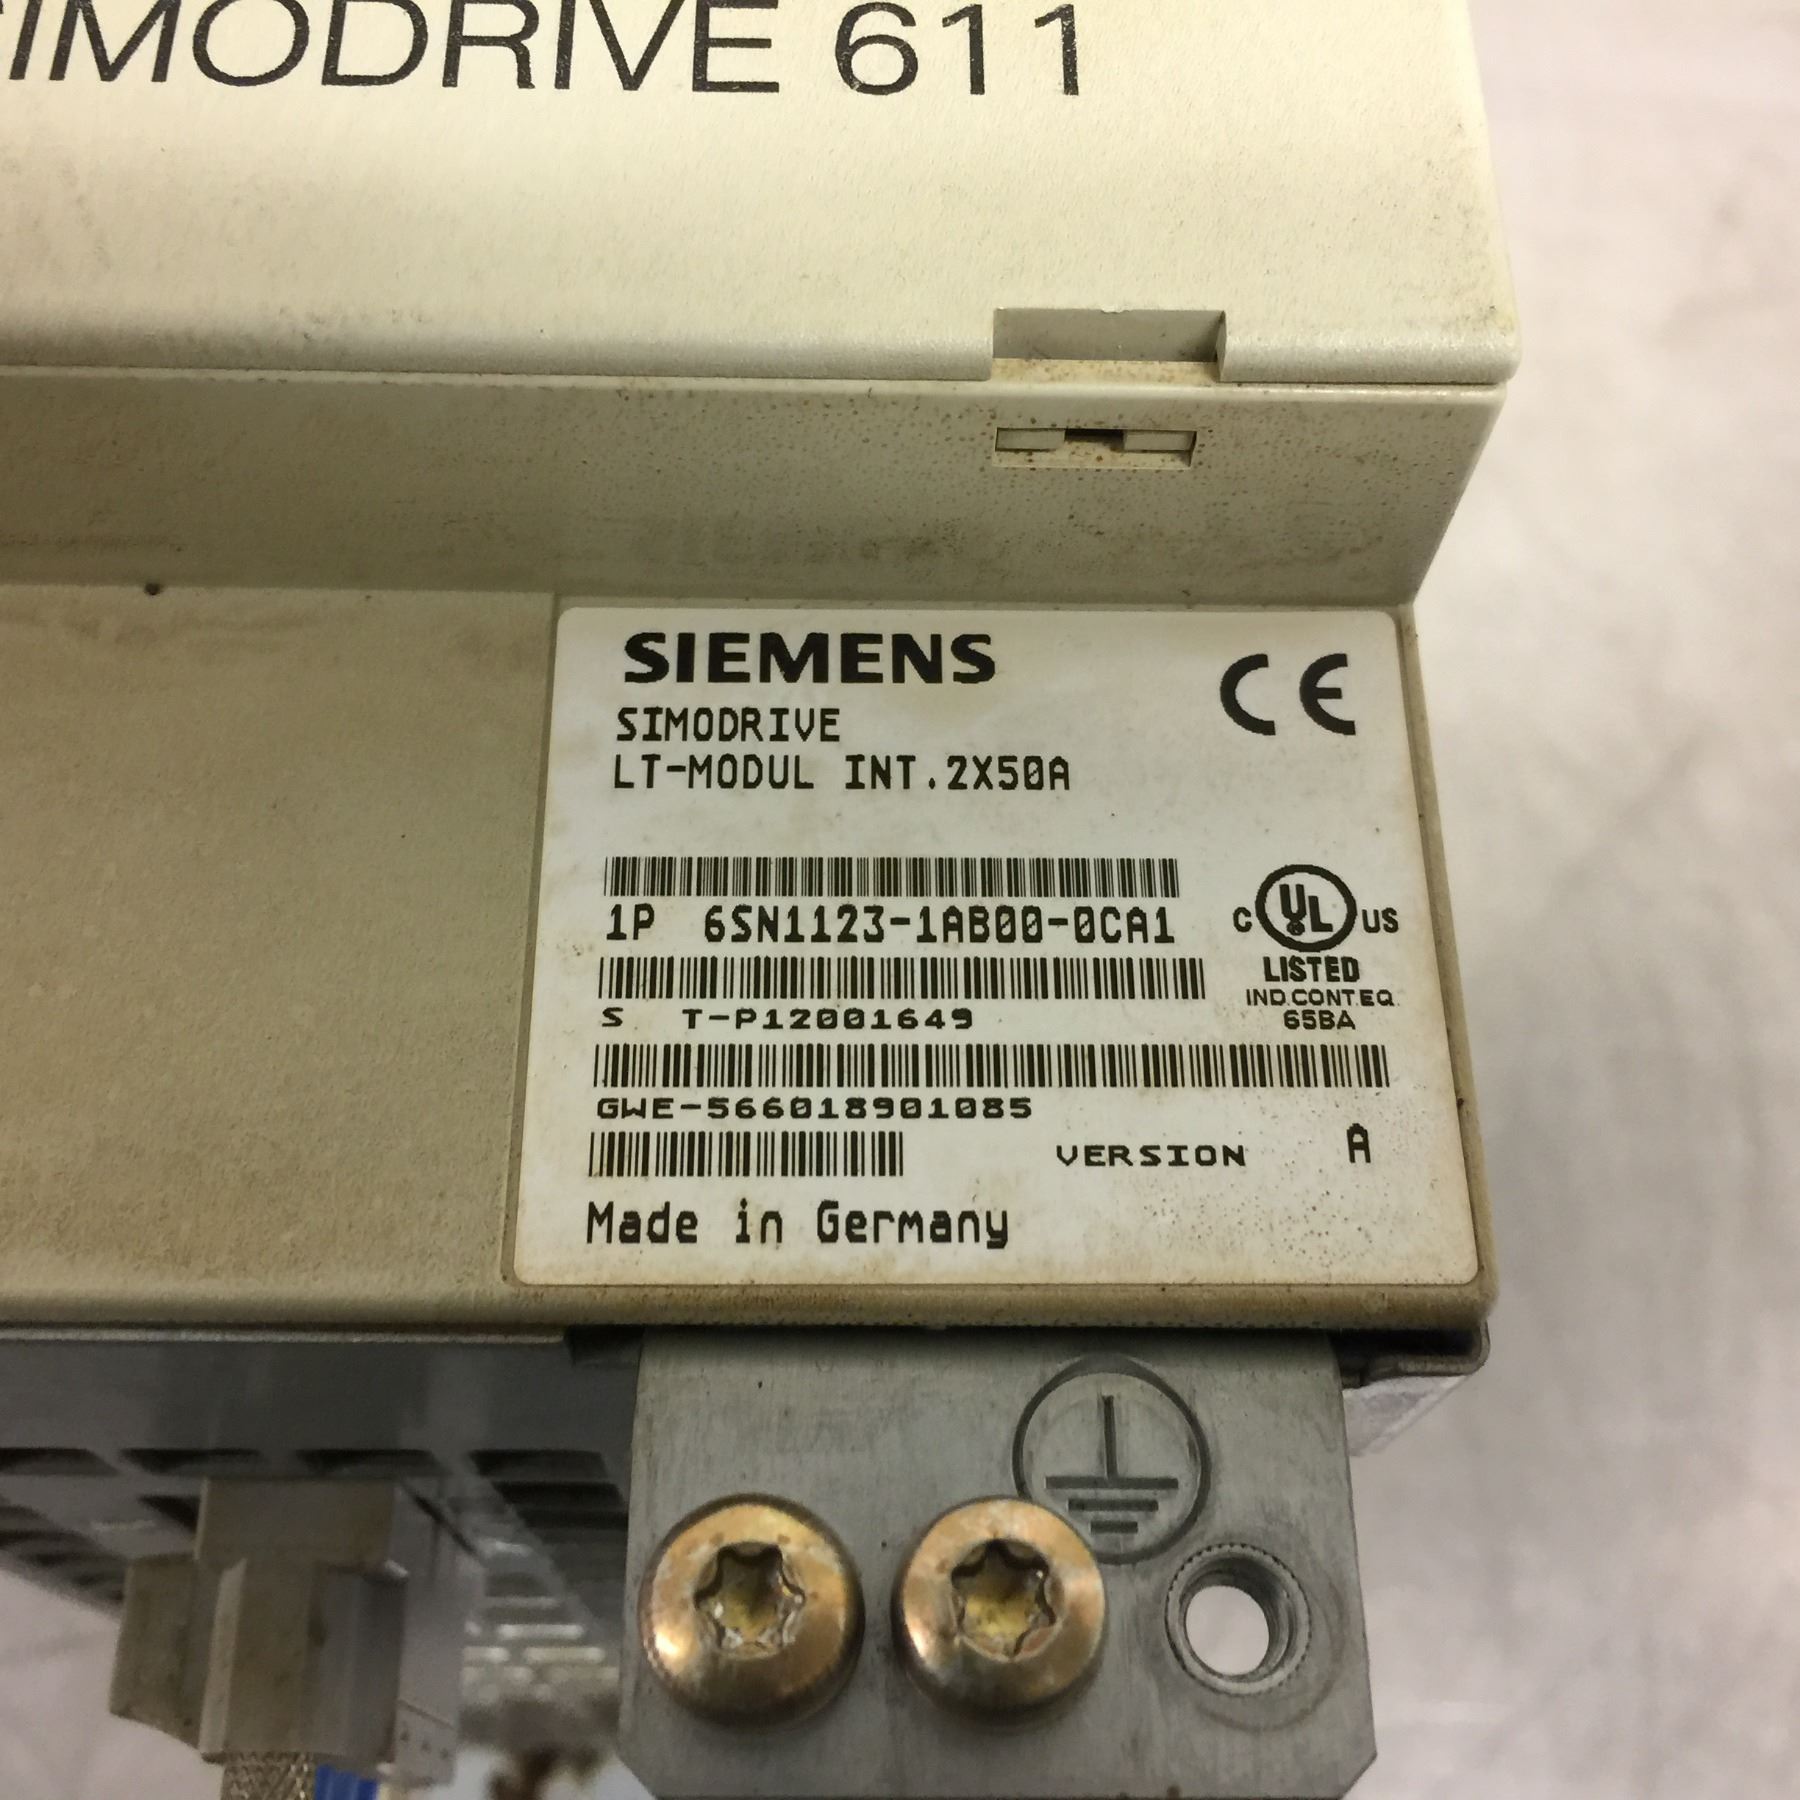 SIMODRIVE 611
SIEMENS
CE
SIMODRIVE
LT-MODUL INT.2X50A
1P 6SN1123-1AB00-0CA1
C UL US
LISTED
IND.CONT.EQ.
65BA
S T-P12001649
GWE-566018901085
VERSION A
Made in Germany